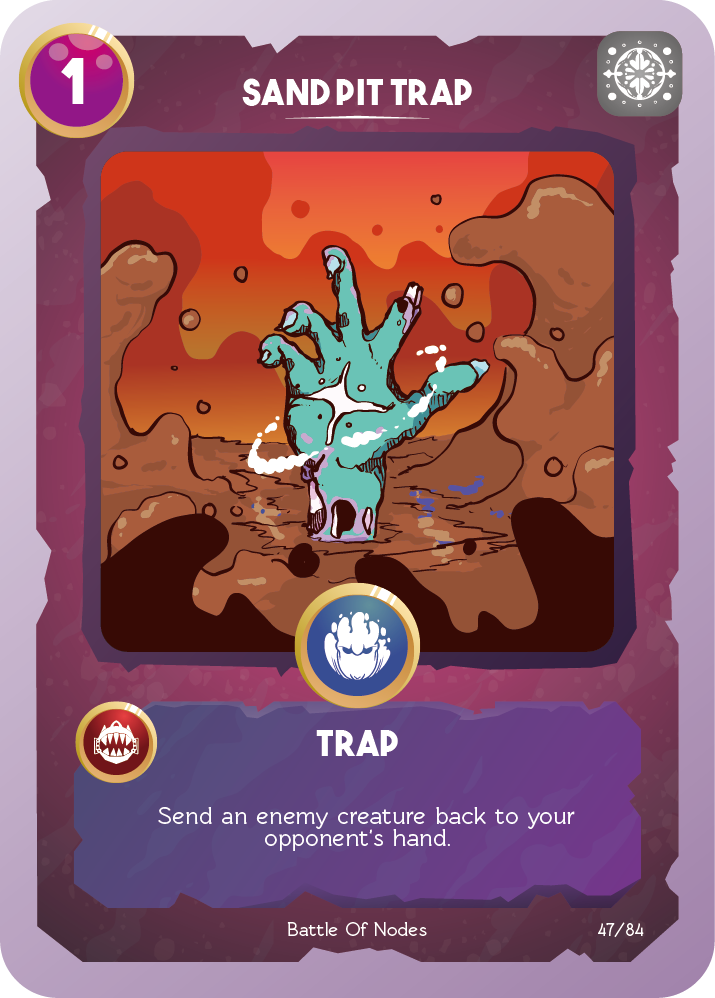 1
SAND PIT TRAP
TRAP
Send an enemy creature back to your
opponent's hand.
Battle Of Nodes
47/84